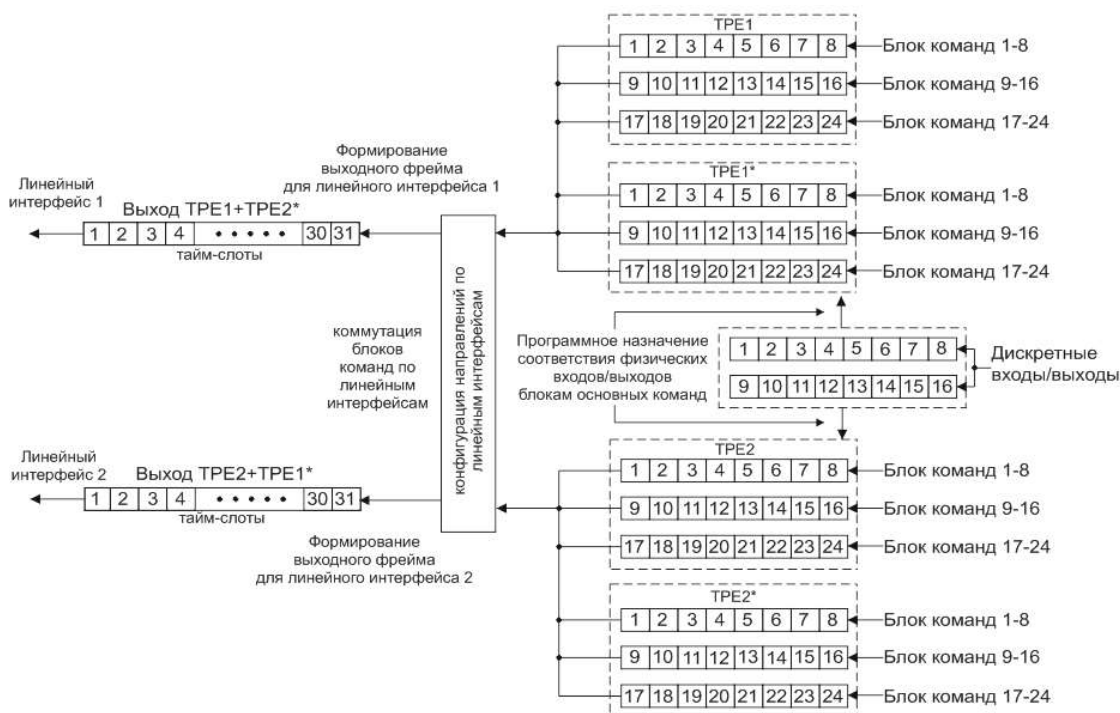 TPE1
1 2 3 4 5 6 7 8
Блок команд 1-8
9 10 11 12 13 14 15 16
Блок команд 9-16
17 18 19 20 21 22 23 24
Блок команд 17-24
TPE1*
1 2 3 4 5 6 7 8
Блок команд 1-8
9 10 11 12 13 14 15 16
Блок команд 9-16
17 18 19 20 21 22 23 24
Блок команд 17-24
Формирование
выходного фрейма
для линейного интерфейса 1
Линейный
интерфейс 1
Выход TPE1+TPE2*
1 2 3 4 • • • • • 30 31
тайм-слоты
конфигурация направлений по
линейным интерфейсам
коммутация
блоков
команд по
линейным
интерфейсам
Программное назначение
соответствия физических
входов/выходов
блокам основных команд
1 2 3 4 5 6 7 8
9 10 11 12 13 14 15 16
Дискретные
входы/выходы
Линейный
интерфейс 2
Выход TPE2+TPE1*
1 2 3 4 • • • • • 30 31
тайм-слоты
Формирование
выходного фрейма
для линейного интерфейса 2
TPE2
1 2 3 4 5 6 7 8
Блок команд 1-8
9 10 11 12 13 14 15 16
Блок команд 9-16
17 18 19 20 21 22 23 24
Блок команд 17-24
TPE2*
1 2 3 4 5 6 7 8
Блок команд 1-8
9 10 11 12 13 14 15 16
Блок команд 9-16
17 18 19 20 21 22 23 24
Блок команд 17-24